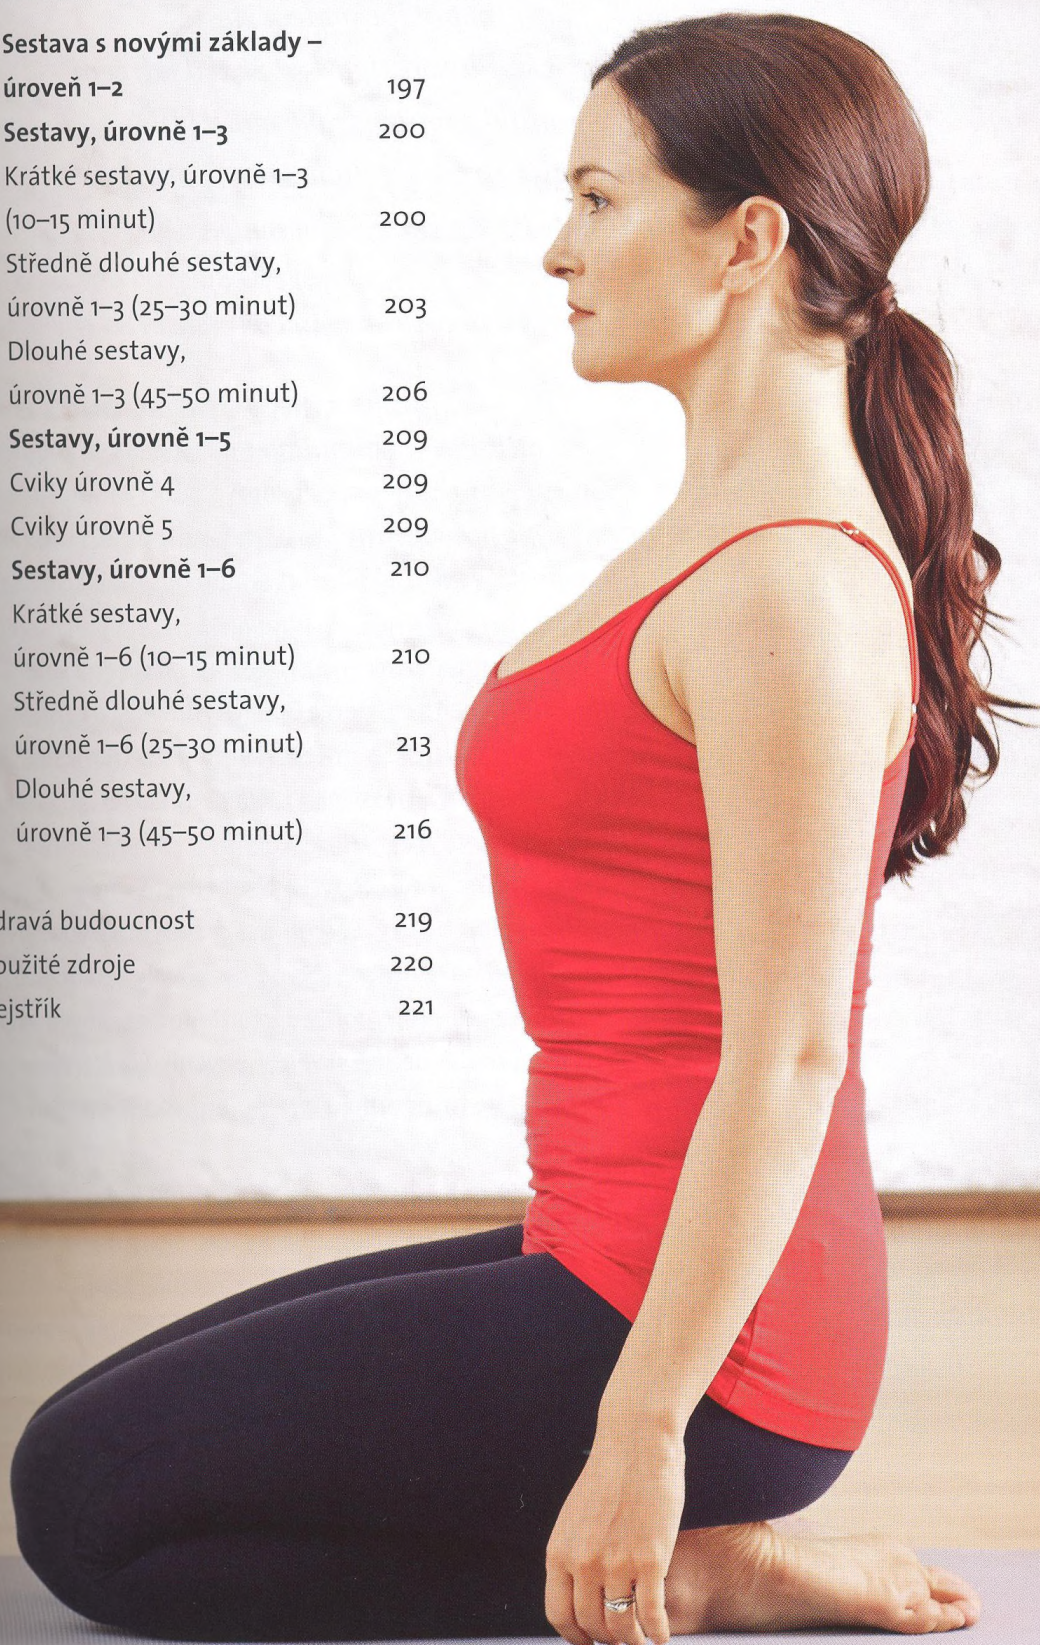 Sestava s novými základy –
úroveň 1–2 197
Sestavy, úrovně 1–3 200
Krátké sestavy, úrovně 1–3
(10–15 minut) 200
Středně dlouhé sestavy,
úrovně 1–3 (25–30 minut) 203
Dlouhé sestavy,
úrovně 1–3 (45–50 minut) 206
Sestavy, úrovně 1–5 209
Cviky úrovně 4 209
Cviky úrovně 5 209
Sestavy, úrovně 1–6 210
Krátké sestavy,
úrovně 1–6 (10–15 minut) 210
Středně dlouhé sestavy,
úrovně 1–6 (25–30 minut) 213
Dlouhé sestavy,
úrovně 1–3 (45–50 minut) 216
dravá budoucnost 219
oužité zdroje 220
ejstřík 221